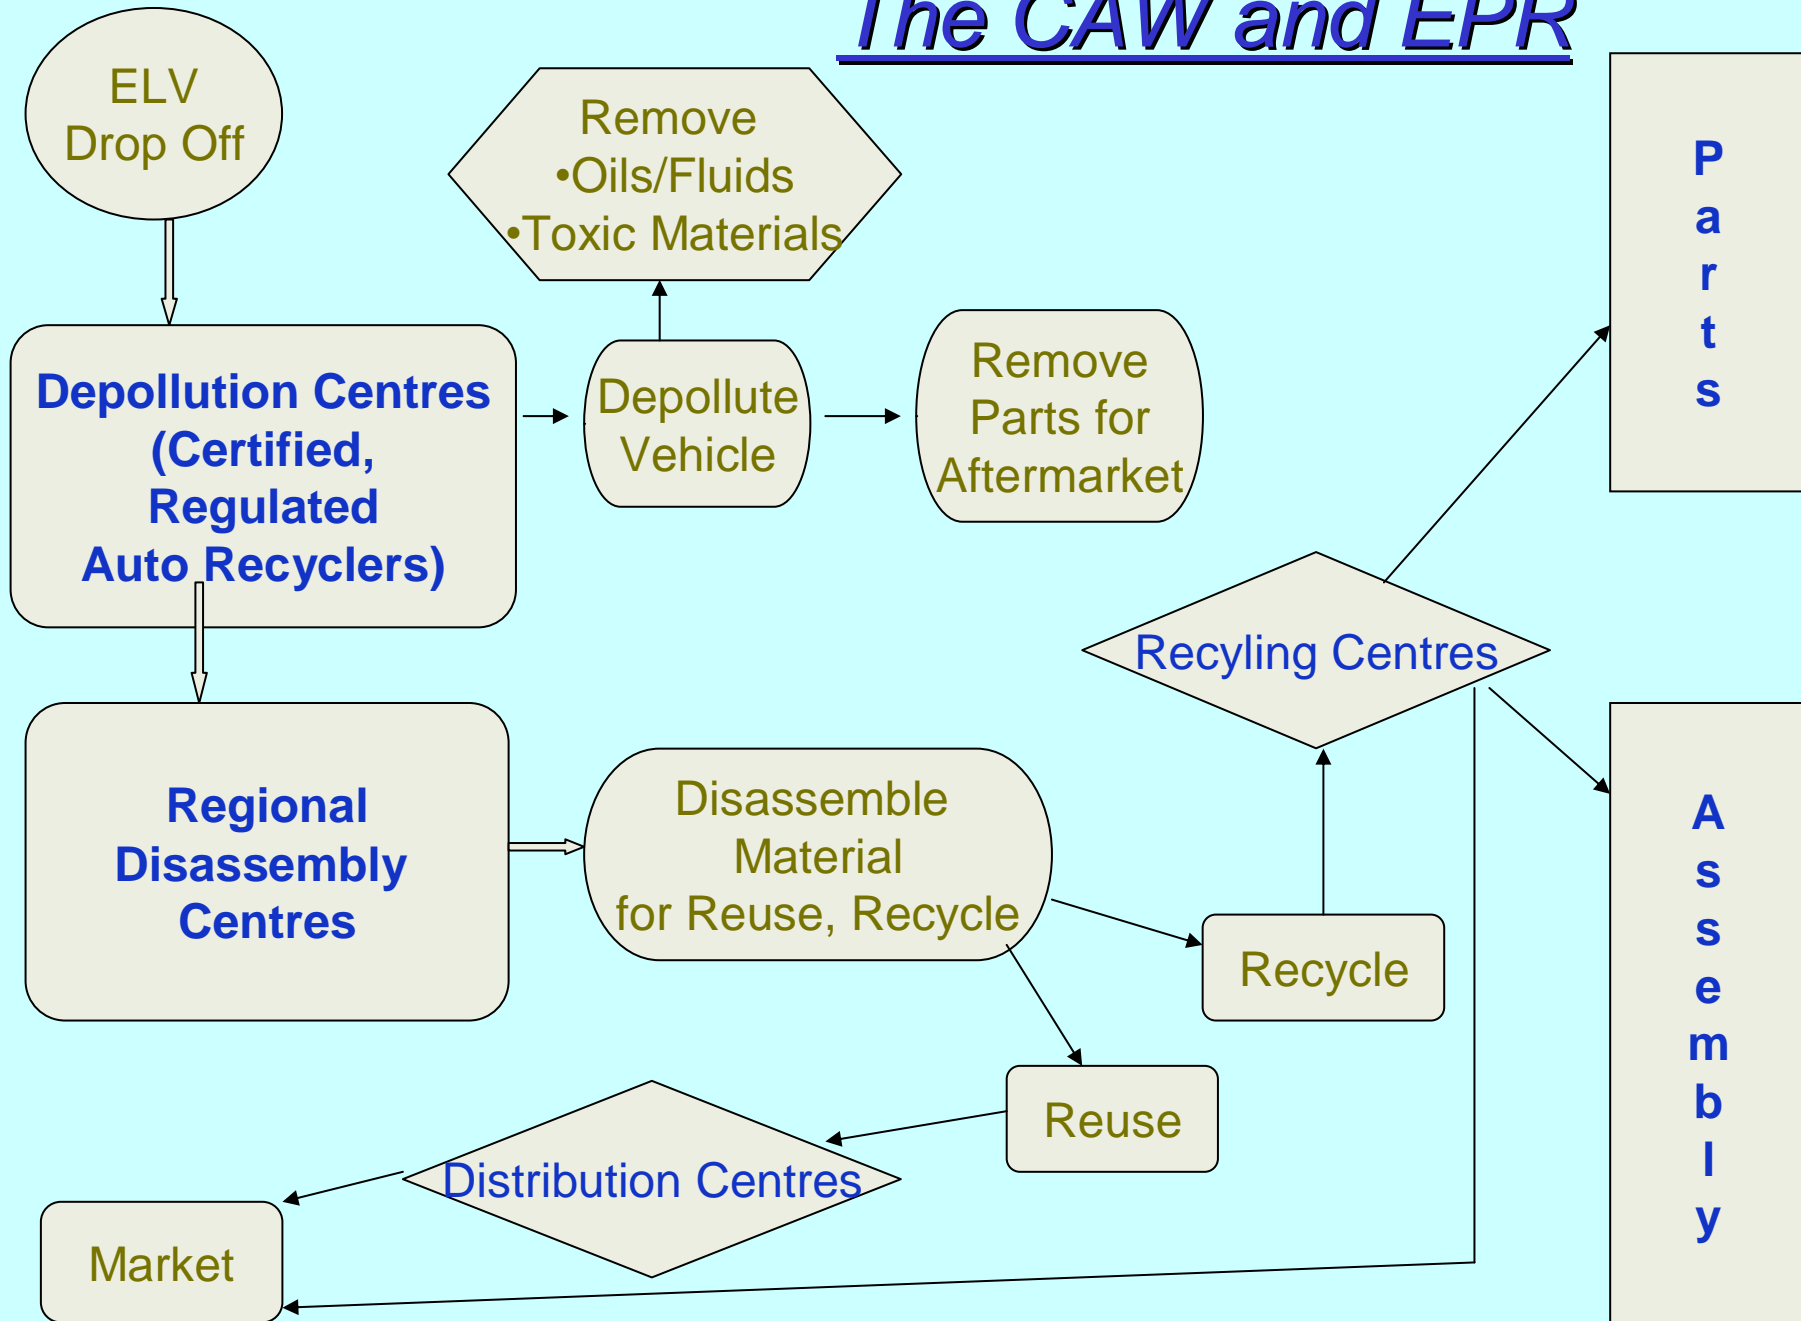 The CAW and EPR
ELV
Drop Off
Remove
•Oils/Fluids
•Toxic Materials
Depollution Centres
(Certified,
Regulated
Auto Recyclers)
Depollute
Vehicle
Remove
Parts for
Aftermarket
P
a
r
t
s
Recyling Centres
Regional
Disassembly
Centres
Disassemble
Material
for Reuse, Recycle
Recycle
Reuse
Distribution Centres
Market
A
s
s
e
m
b
l
y